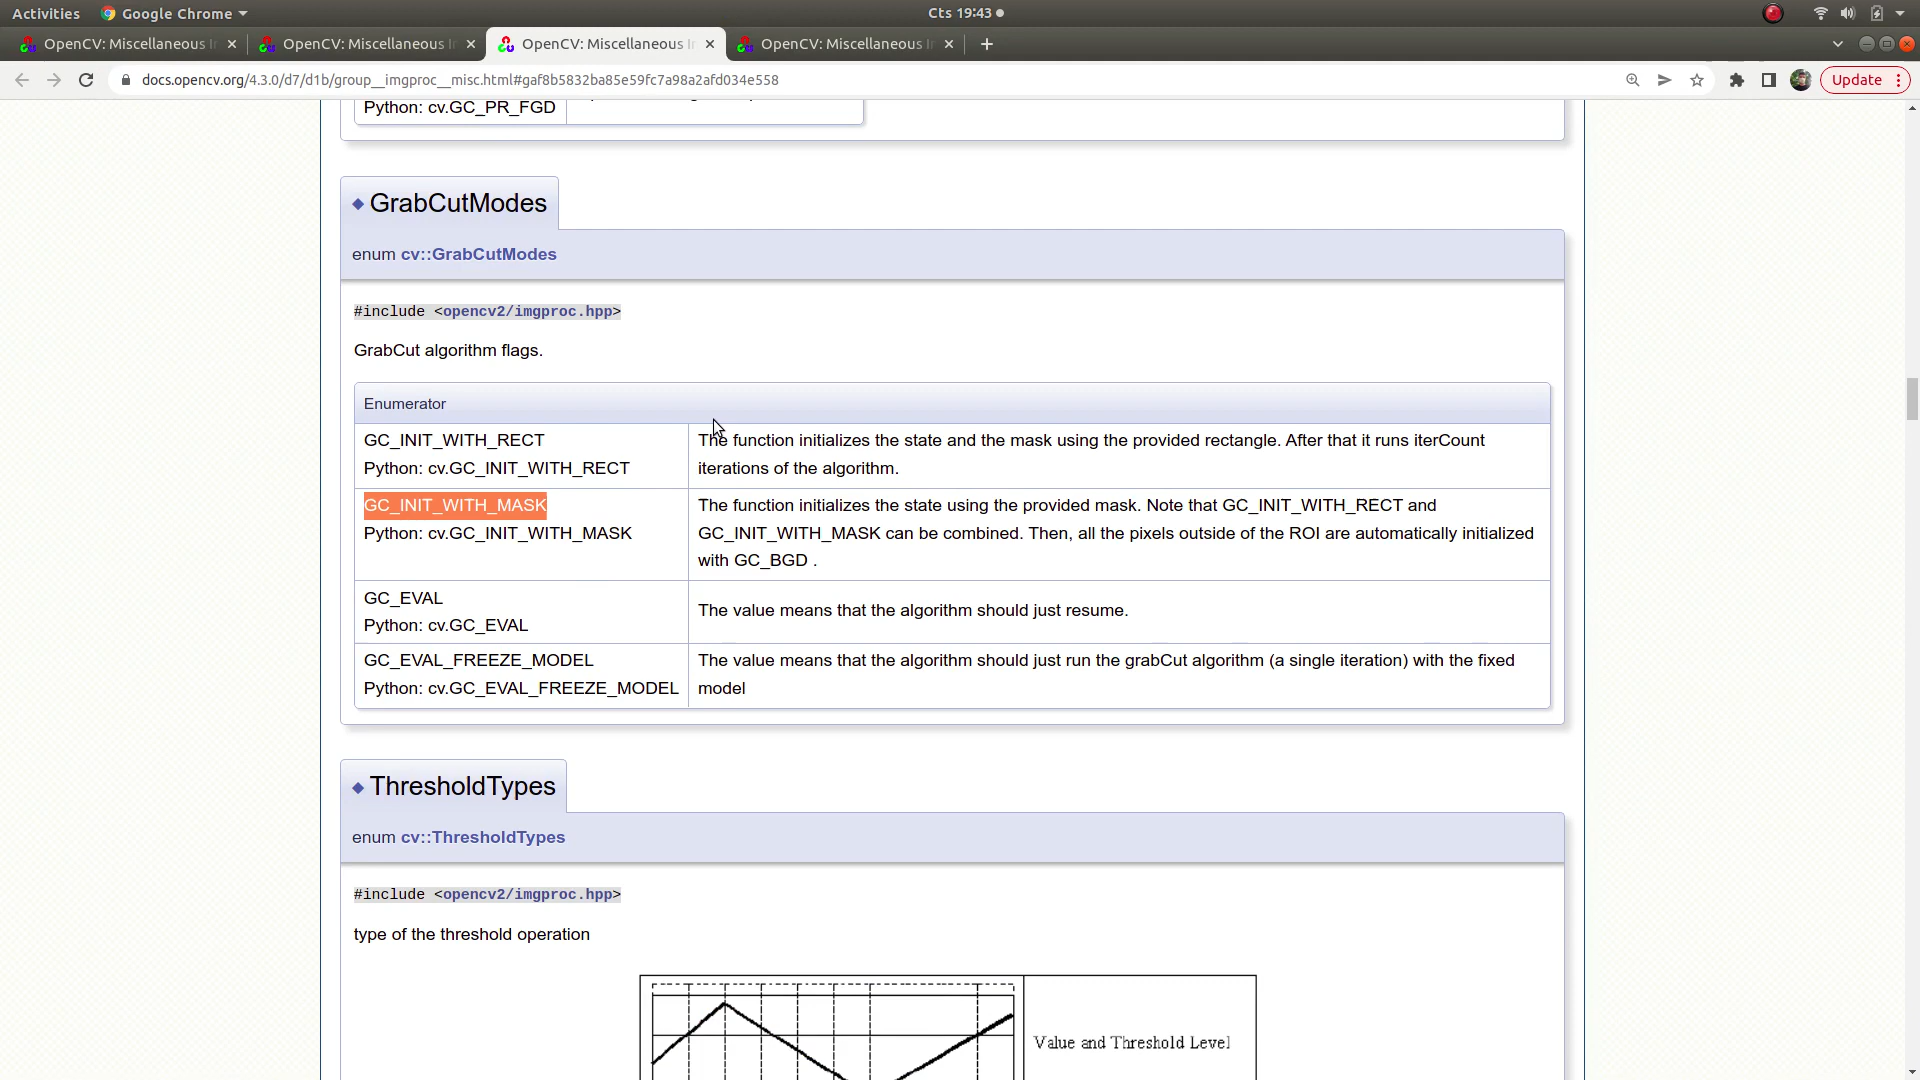 Activities
Google Chrome
Cts 19:43
OpenCV: Miscellaneous I
OpenCV: Miscellaneous I
OpenCV: Miscellaneous I
OpenCV: Miscellaneous I
docs.opencv.org/4.3.0/d7/d1b/group__imgproc__misc.html#gaf8b5832ba85e59fc7a98a2afd034e558
Update
Python: cv.GC_PR_FGD
GrabCutModes
enum cv::GrabCutModes
#include <opencv2/imgproc.hpp>
GrabCut algorithm flags.
Enumerator
GC_INIT_WITH_RECT
Python: cv.GC_INIT_WITH_RECT
The function initializes the state and the mask using the provided rectangle. After that it runs iterCount
iterations of the algorithm.
GC_INIT_WITH_MASK
Python: cv.GC_INIT_WITH_MASK
The function initializes the state using the provided mask. Note that GC_INIT_WITH_RECT and
GC_INIT_WITH_MASK can be combined. Then, all the pixels outside of the ROI are automatically initialized
with GC_BGD .
GC_EVAL
Python: cv.GC_EVAL
The value means that the algorithm should just resume.
GC_EVAL_FREEZE_MODEL
Python: cv.GC_EVAL_FREEZE_MODEL
The value means that the algorithm should just run the grabCut algorithm (a single iteration) with the fixed
model
ThresholdTypes
enum cv::ThresholdTypes
#include <opencv2/imgproc.hpp>
type of the threshold operation
Value and Threshold Level